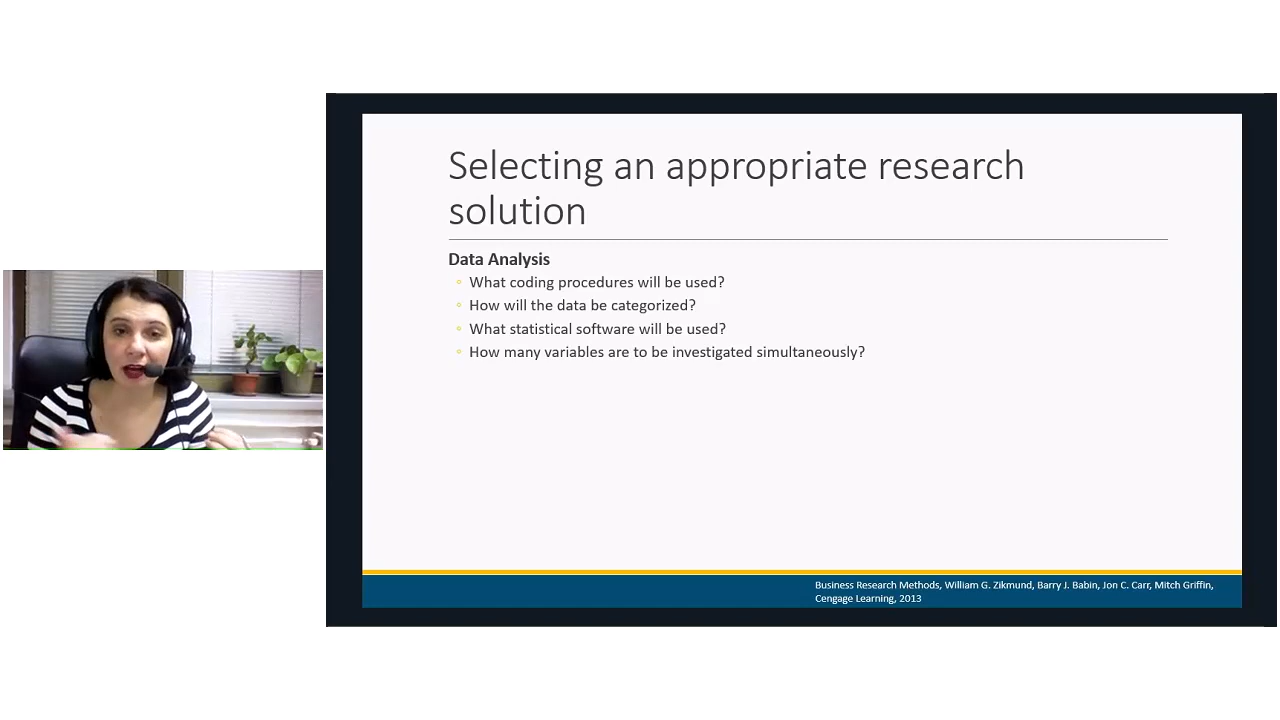 Selecting an appropriate research
solution
Data Analysis
◦ What coding procedures will be used?
◦ How will the data be categorized?
◦ What statistical software will be used?
◦ How many variables are to be investigated simultaneously?
Business Research Methods, William G. Zikmund, Barry J. Babin, Jon C. Carr, Mitch Griffin,
Cengage Learning, 2013